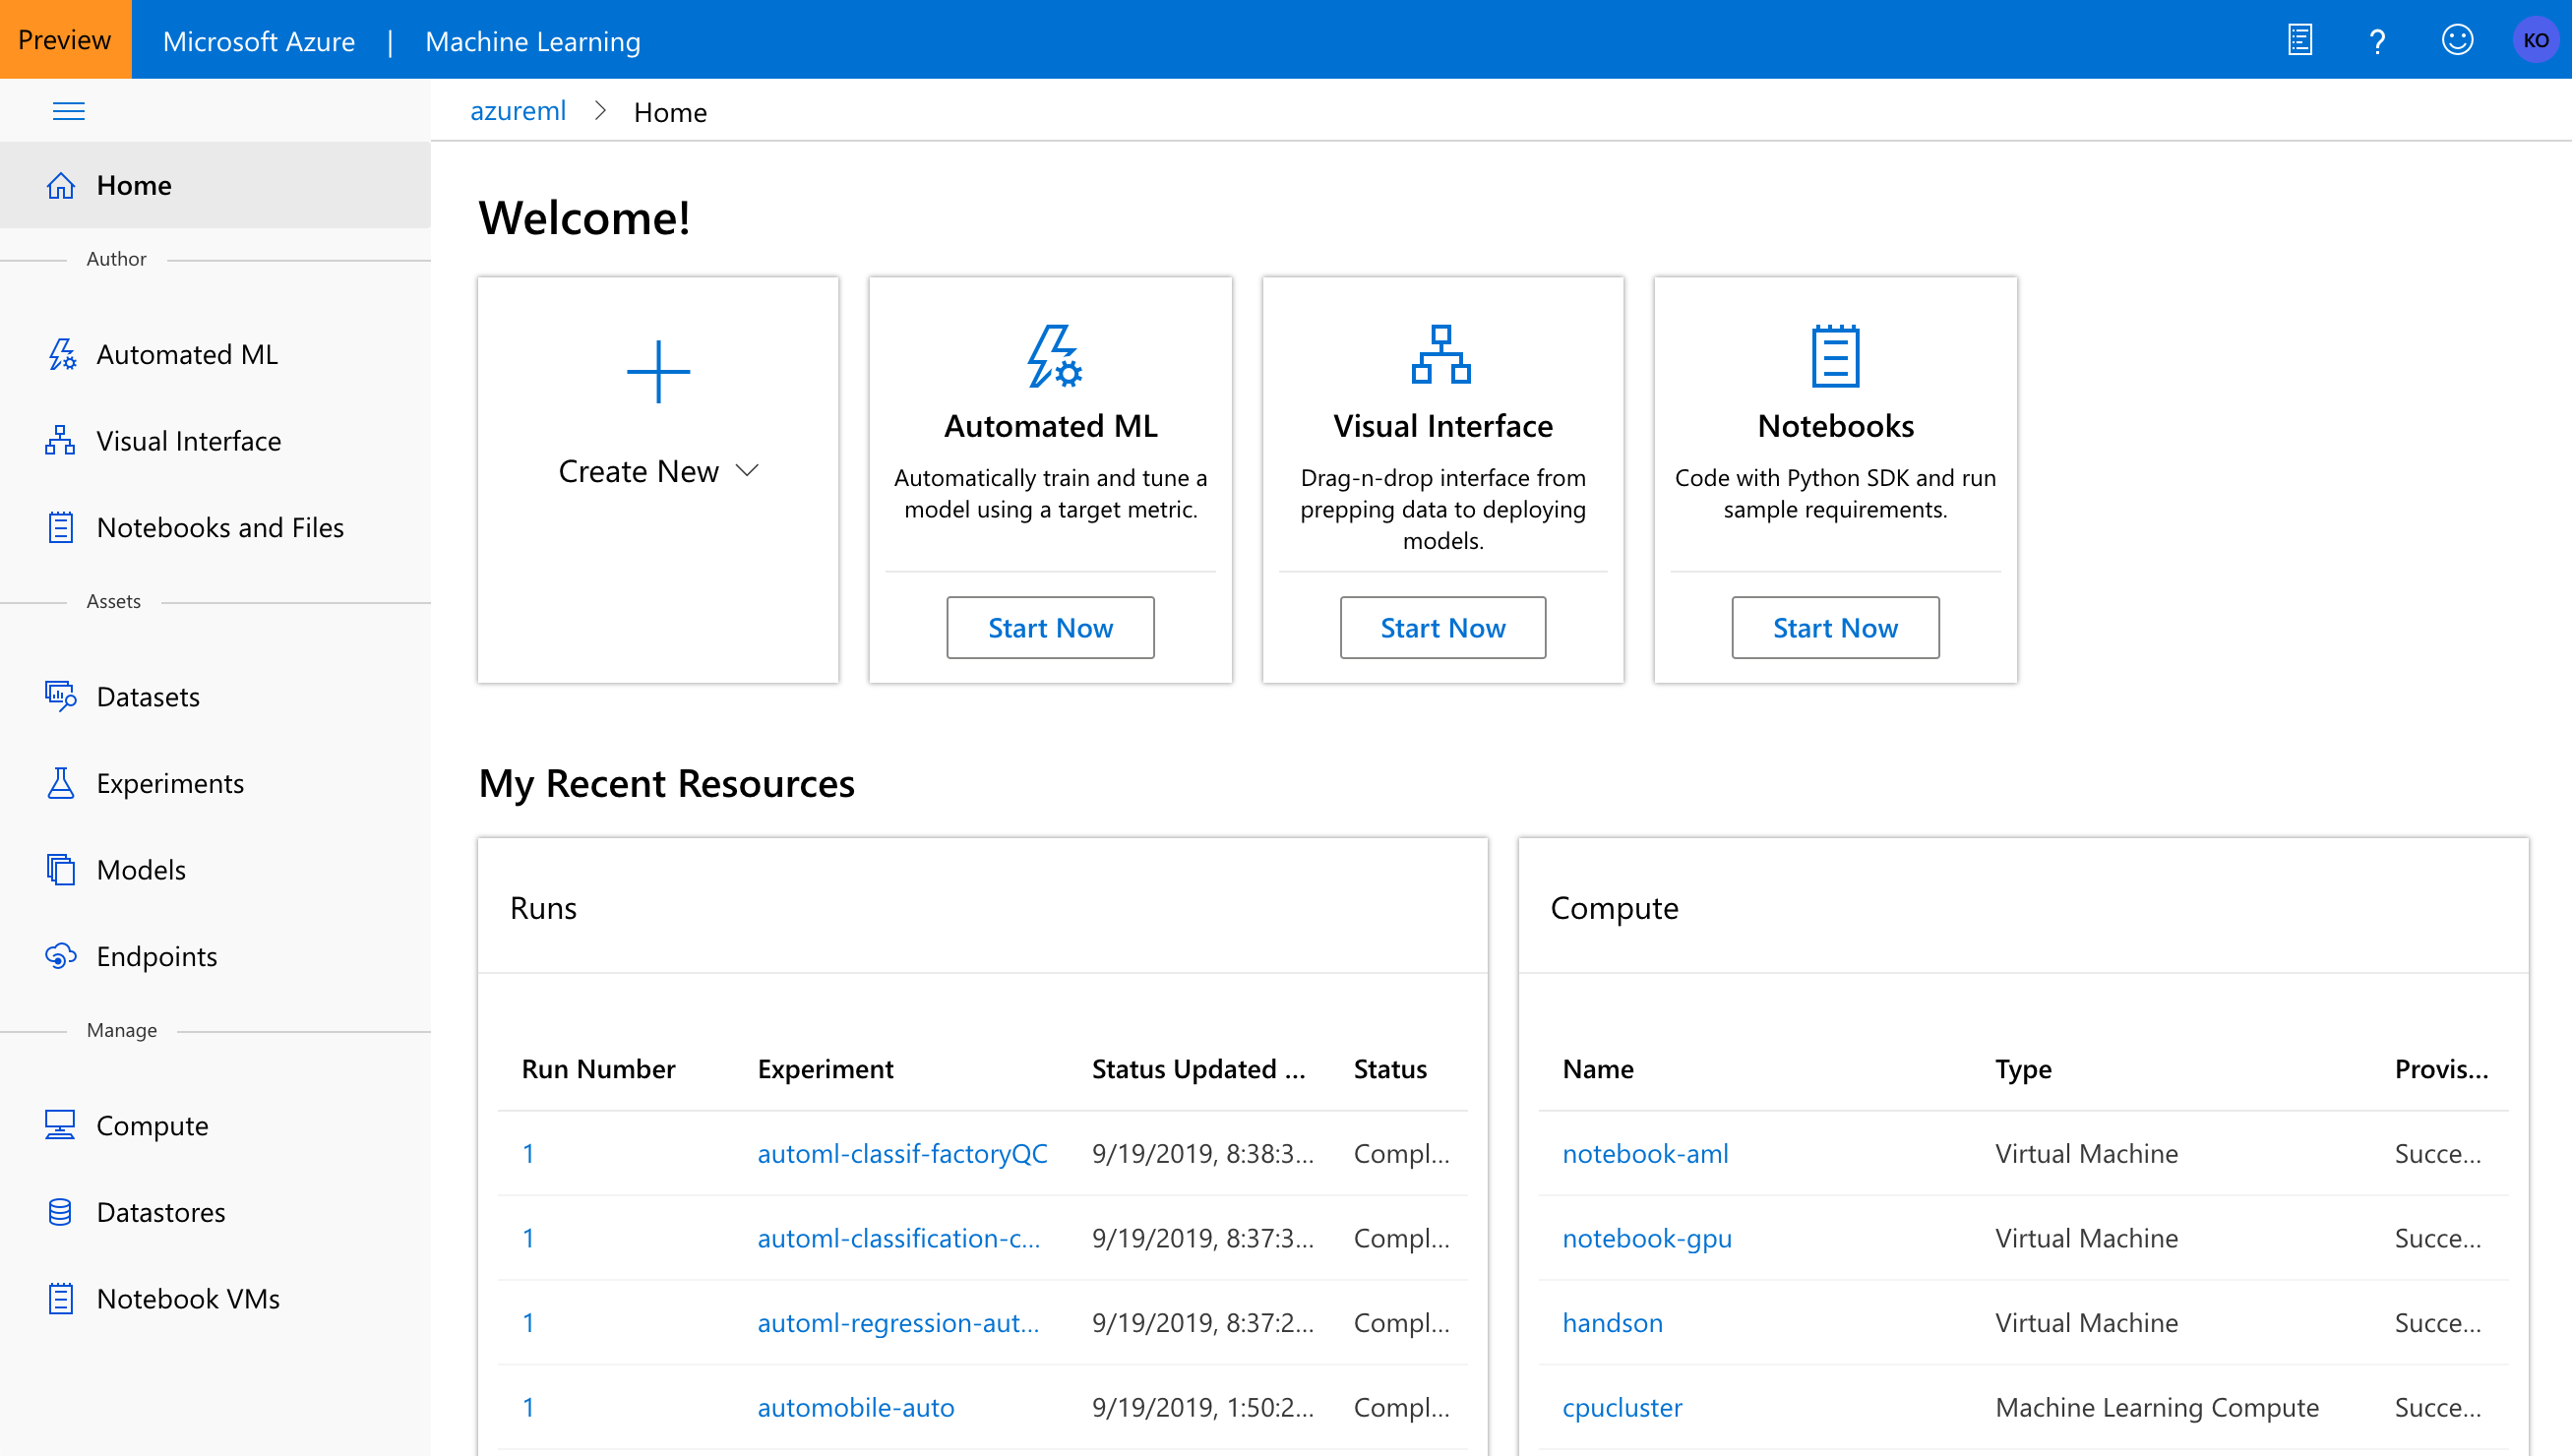 Preview
Microsoft Azure | Machine Learning
?
KO
azureml > Home
Home
Author
Automated ML
Visual Interface
Notebooks and Files
Assets
Datasets
Experiments
Models
Endpoints
Manage
Compute
Datastores
Notebook VMs
Welcome!
Create New
Automated ML
Automatically train and tune a
model using a target metric.
Start Now
Visual Interface
Drag-n-drop interface from
prepping data to deploying
models.
Start Now
Notebooks
Code with Python SDK and run
sample requirements.
Start Now
My Recent Resources
Runs
Run Number Experiment Status Updated ... Status
1 automl-classif-factoryQC 9/19/2019, 8:38:3... Compl...
1 automl-classification-c... 9/19/2019, 8:37:3... Compl...
1 automl-regression-aut... 9/19/2019, 8:37:2... Compl...
1 automobile-auto 9/19/2019, 1:50:2... Compl...
Compute
Name Type Provis...
notebook-aml Virtual Machine Succe...
notebook-gpu Virtual Machine Succe...
handson Virtual Machine Succe...
cpucluster Machine Learning Compute Succe...